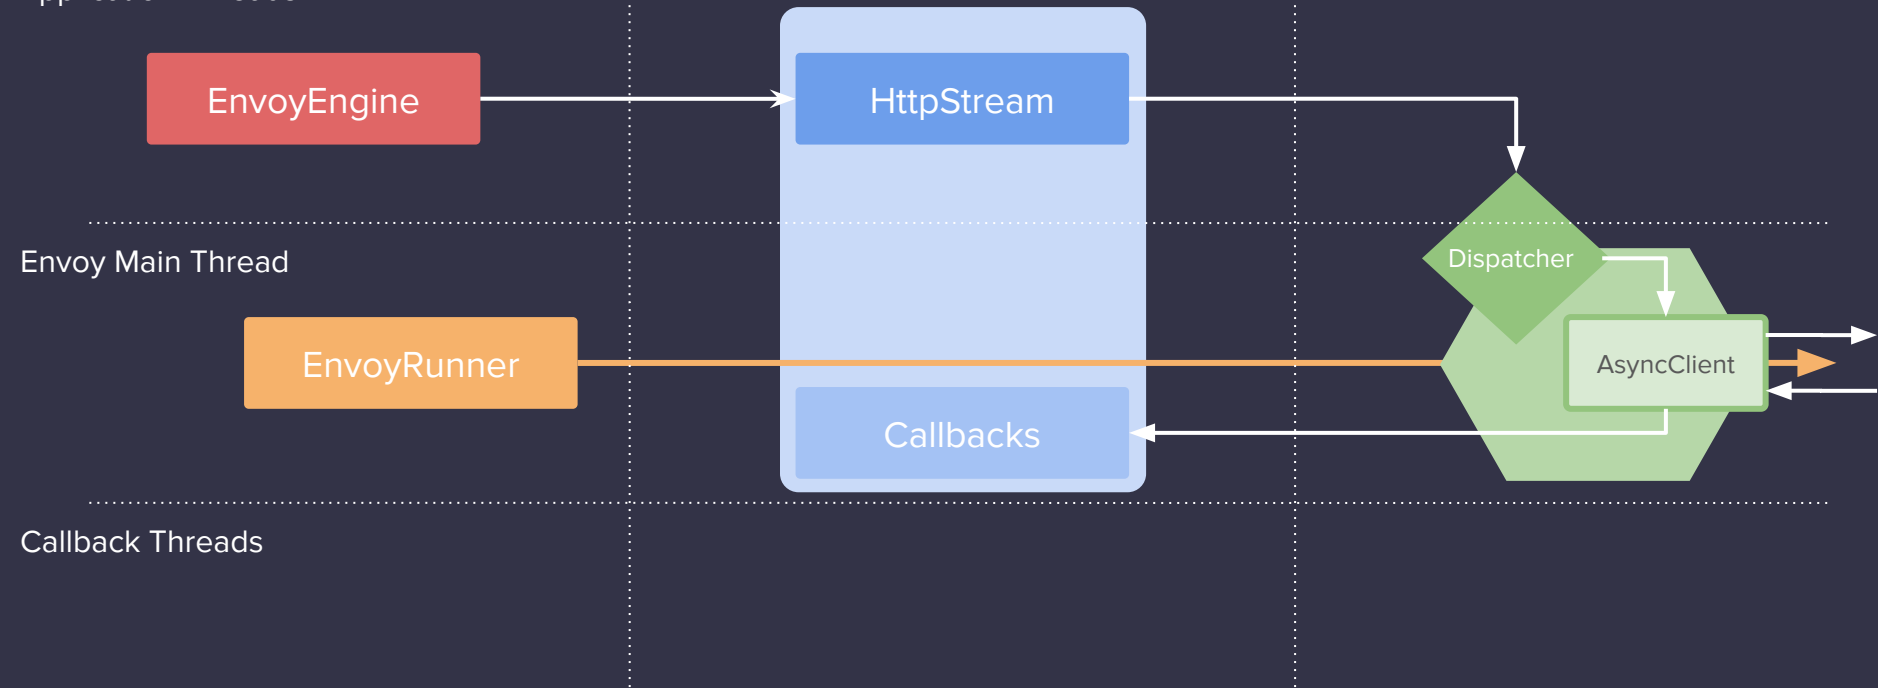 EnvoyEngine
HttpStream
Envoy Main Thread
Dispatcher
EnvoyRunner
AsyncClient
Callbacks
Callback Threads